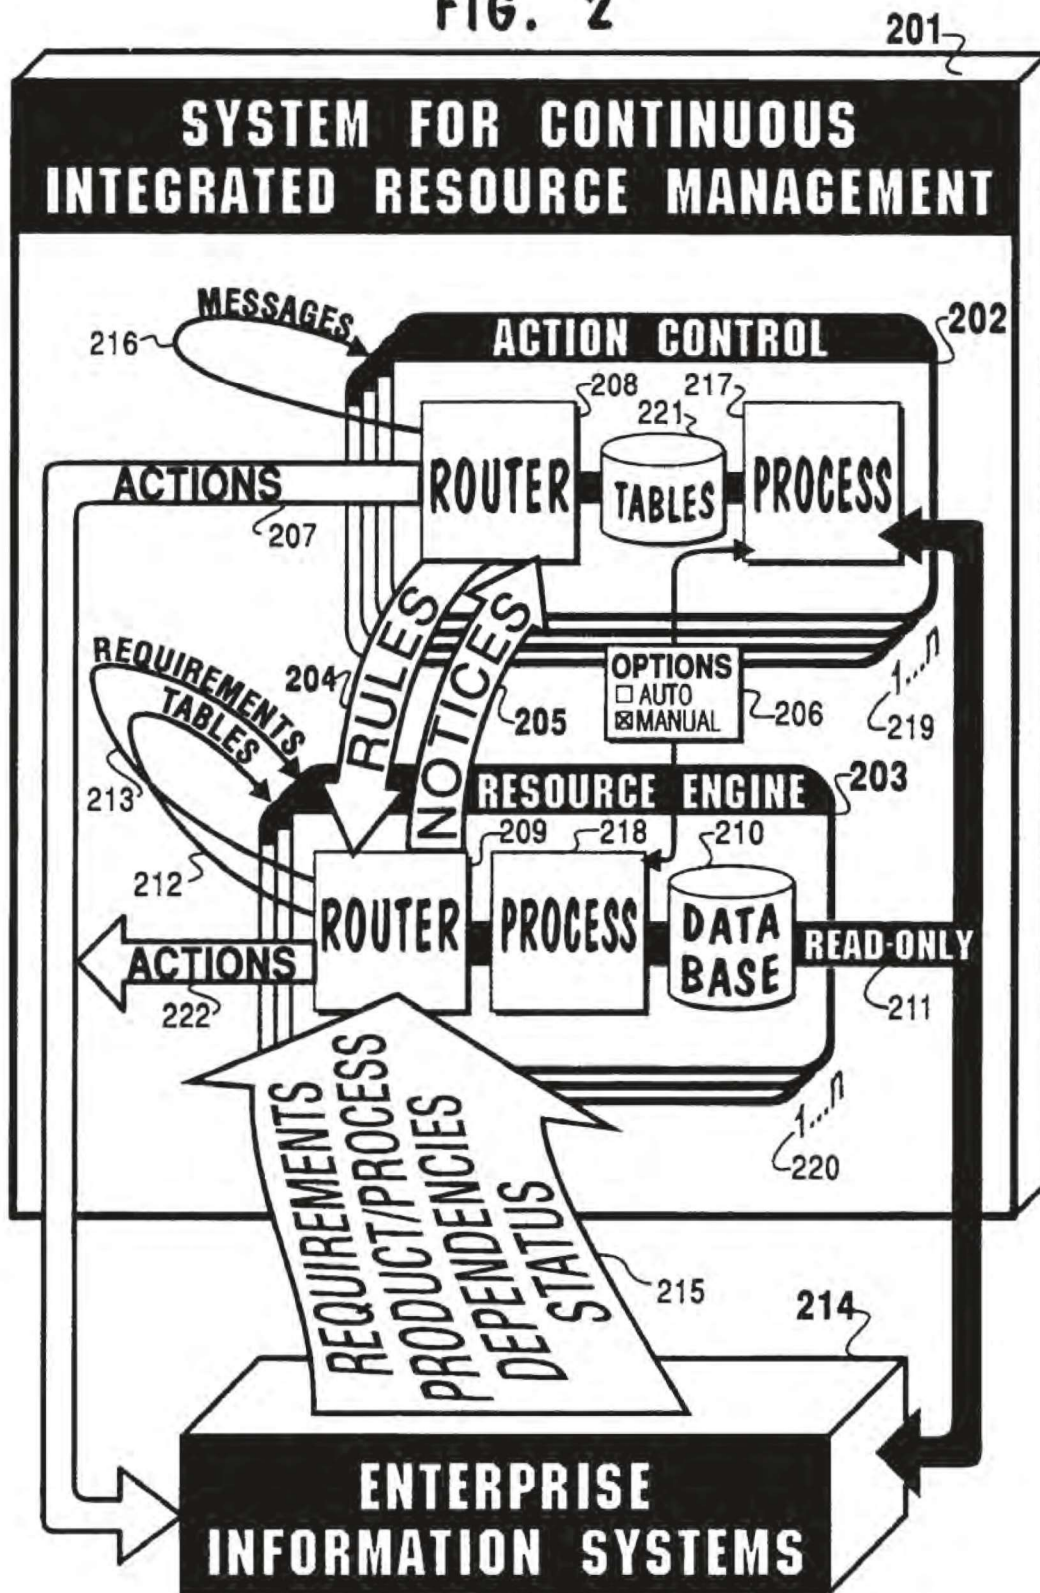 FIG. 2
201
SYSTEM FOR CONTINUOUS
INTEGRATED RESOURCE MANAGEMENT
MESSAGES
216
ACTION CONTROL
202
208
221
217
ROUTER
TABLES
PROCESS
ACTIONS
207
RULES
204
NOTICES
205
OPTIONS
☐ AUTO
☒ MANUAL
206
1...n
219
REQUIREMENTS
TABLES
213
212
RESOURCE ENGINE
203
209
218
210
ROUTER
PROCESS
DATA
BASE
READ-ONLY
211
ACTIONS
222
1...n
220
REQUIREMENTS
PRODUCT/PROCESS
PRODUCTDENCIES
DEPENDENCIES
STATUS
215
214
ENTERPRISE
INFORMATION SYSTEMS